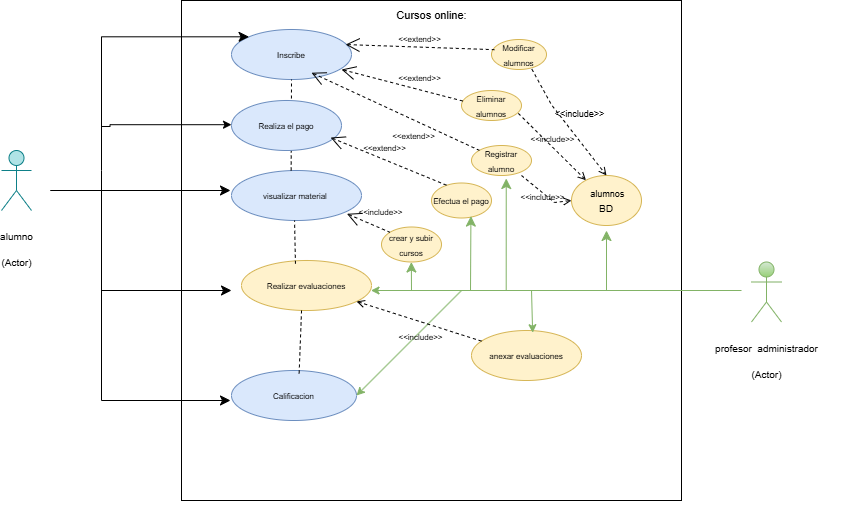 Cursos online:
Inscribe
<<extend>>
Modificar
alumnos
<<extend>>
Eliminar
alumnos
<<include>>
Realiza el pago
<<extend>>
<<extend>>
<<include>>
Registrar
alumno
visualizar material
<<include>>
Efectua el pago
<<include>>
alumnos
BD
crear y subir
cursos
alumno
(Actor)
Realizar evaluaciones
<<include>>
anexar evaluaciones
profesor administrador
(Actor)
Calificacion